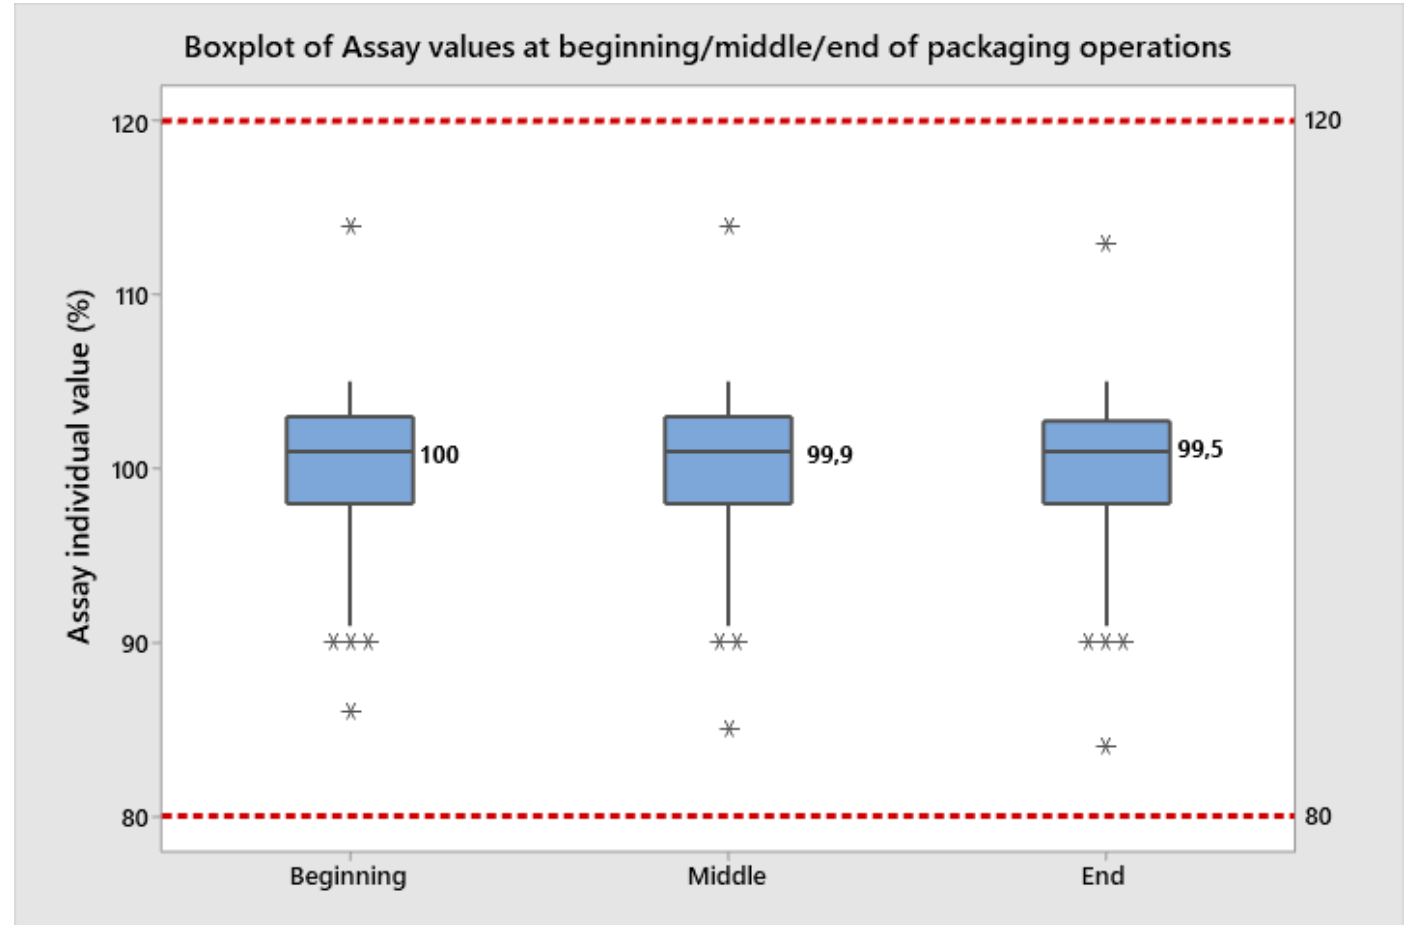 Boxplot of Assay values at beginning/middle/end of packaging operations
Assay individual value (%)
120
110
100
90
80
120
80
100
99,9
99,5
Beginning
Middle
End